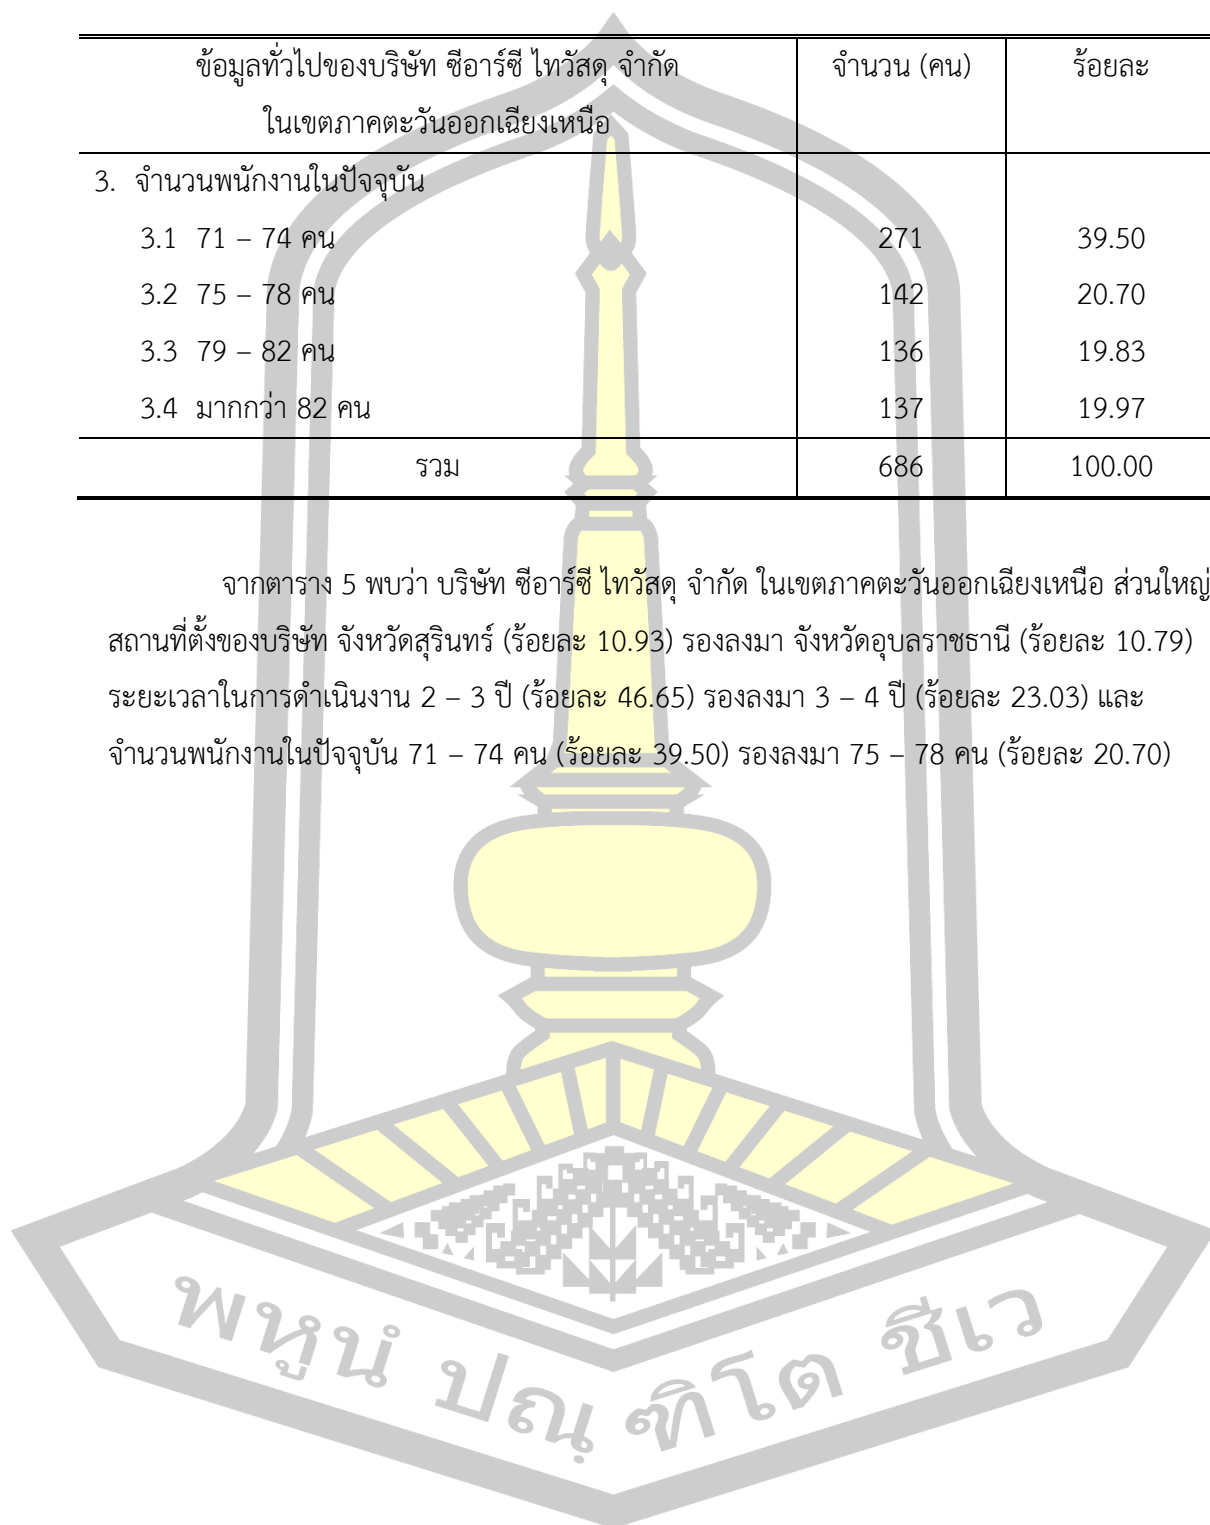 ข้อมูลทั่วไปของบริษัท ซีอาร์ซี ไทวัสดุ จำกัด จำนวน (คน) ร้อยละ
ในเขตภาคตะวันออกเฉียงเหนือ
3. จำนวนพนักงานในปัจจุบัน
3.1 71 – 74 คน 271 39.50
3.2 75 – 78 คน 142 20.70
3.3 79 – 82 คน 136 19.83
3.4 มากกว่า 82 คน 137 19.97
รวม 686 100.00
จากตาราง 5 พบว่า บริษัท ซีอาร์ซี ไทวัสดุ จำกัด ในเขตภาคตะวันออกเฉียงเหนือ ส่วนใหญ่
สถานที่ตั้งของบริษัท จังหวัดสุรินทร์ (ร้อยละ 10.93) รองลงมา จังหวัดอุบลราชธานี (ร้อยละ 10.79)
ระยะเวลาในการดำเนินงาน 2 – 3 ปี (ร้อยละ 46.65) รองลงมา 3 – 4 ปี (ร้อยละ 23.03) และ
จำนวนพนักงานในปัจจุบัน 71 – 74 คน (ร้อยละ 39.50) รองลงมา 75 – 78 คน (ร้อยละ 20.70)
พหูนํ ปณฺ ฑิโต ชีเว